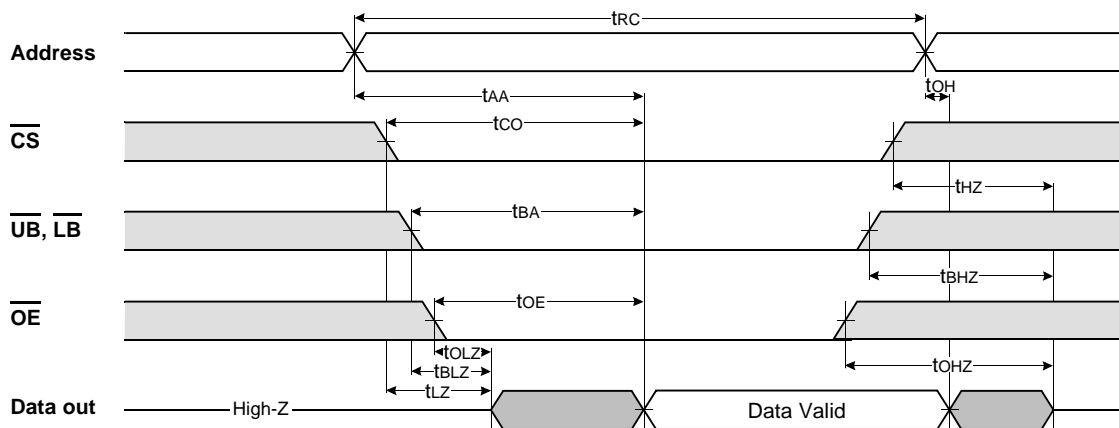 tRC
Address
tOH
tAA
tCO
CS
tHZ
tBA
UB, LB
tBHZ
tOE
OE
tOLZ
tBLZ
tOHZ
tLZ
Data out
High-Z
Data Valid